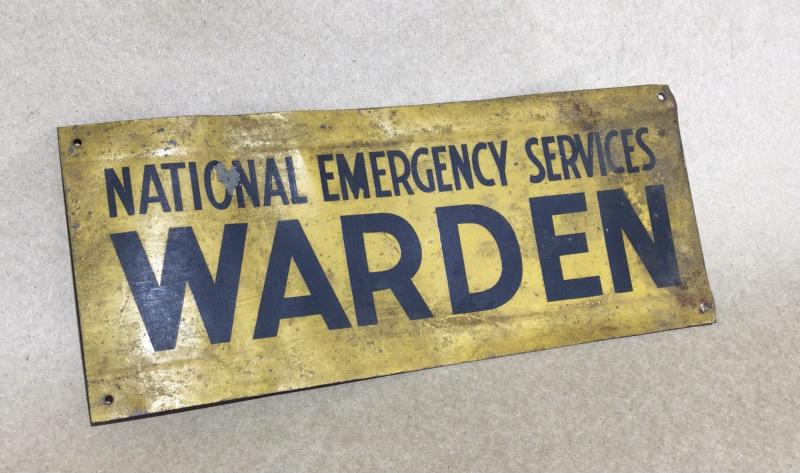 NATIONAL EMERGENCY SERVICES
WARDEN